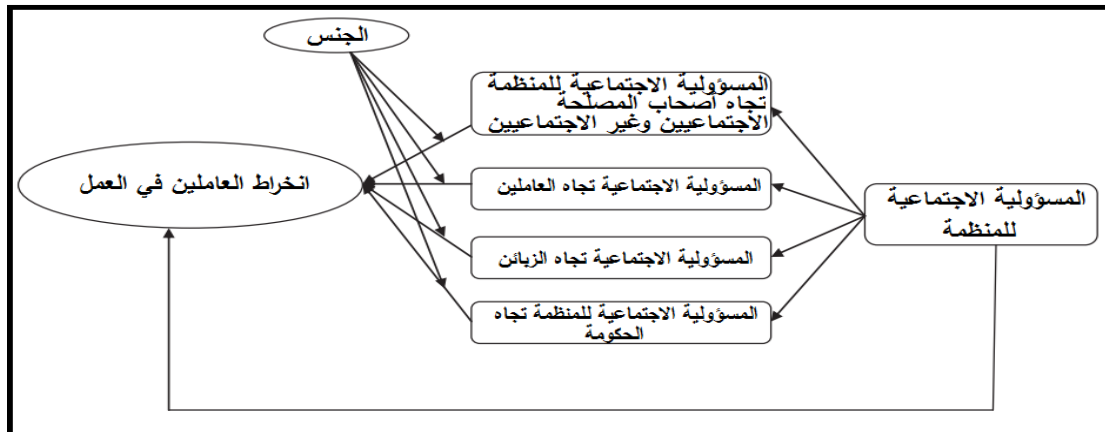 الجنس
المسؤولية الاجتماعية للمنظمة
تجاه أصحاب المصلحة
الاجتماعيين وغير الاجتماعيين
انخراط العاملين في العمل
المسؤولية الاجتماعية تجاه العاملين
المسؤولية الاجتماعية
للمنظمة
المسؤولية الاجتماعية تجاه الزبائن
المسؤولية الاجتماعية للمنظمة تجاه
الحكومة